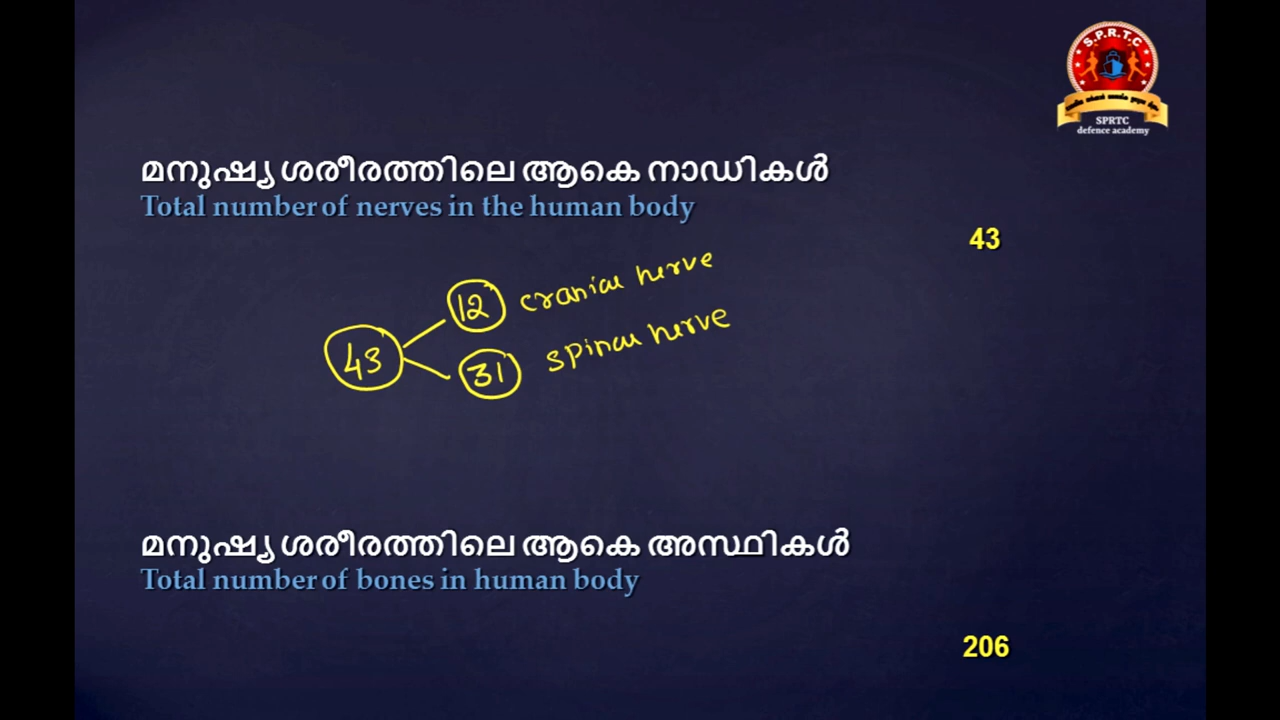 S.P.R.T.C
SPRTC
defence academy
മനുഷ്യ ശരീരത്തിലെ ആകെ നാഡികൾ
Total number of nerves in the human body
43
12 cranial nerve
43
31 spinal nerve
മനുഷ്യ ശരീരത്തിലെ ആകെ അസ്ഥികൾ
Total number of bones in human body
206